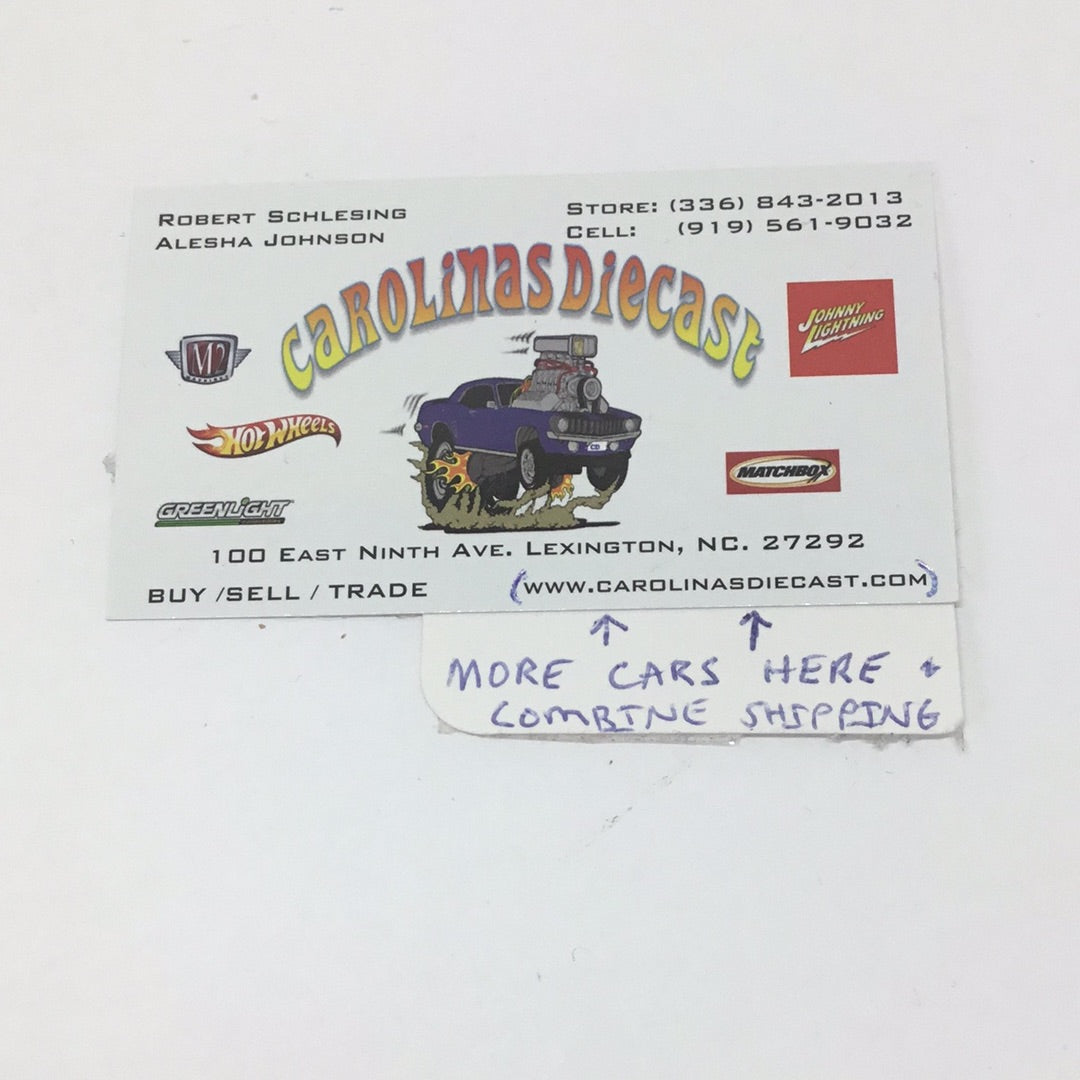 ROBERT SCHLESING
ALESHA JOHNSON
STORE: (336) 843-2013
CELL: (919) 561-9032
CAROLINAS DIECAST
M2
MACHINES
JOHNNY LIGHTNING
HOT WHEELS
CD
MATCHBOX
GREENLIGHT
100 EAST NINTH AVE. LEXINGTON, NC. 27292
BUY /SELL / TRADE (WWW.CAROLINASDIECAST.COM)
↑ ↑
MORE CARS HERE &
COMBINE SHIPPING